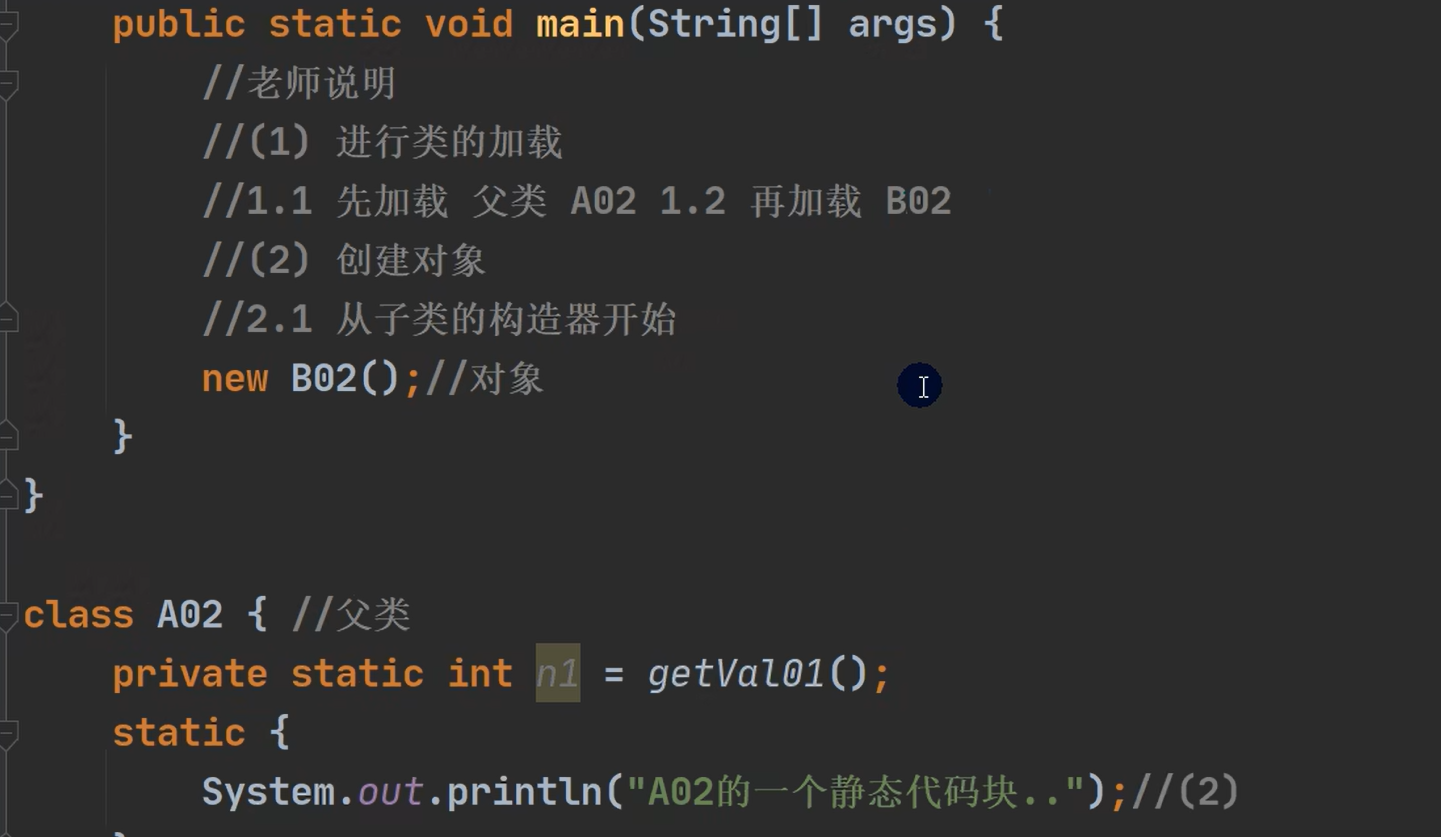 public static void main(String[] args) {
//老师说明
//(1) 进行类的加载
//1.1 先加载 父类 A02 1.2 再加载 B02
//(2) 创建对象
//2.1 从子类的构造器开始
new B02();//对象
}
}
class A02 { //父类
private static int n1 = getVal01();
static {
System.out.println("A02的一个静态代码块..");//(2)